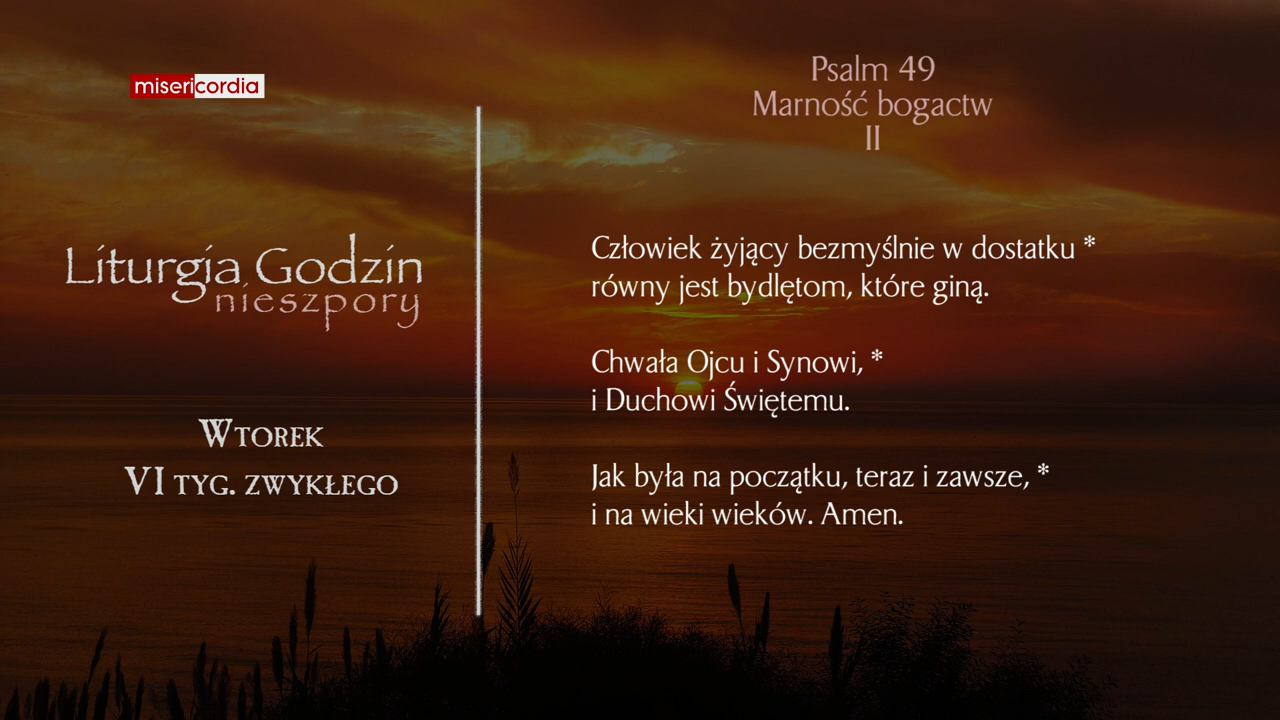 misericordia
Liturgia Godzin
nieszpory
Wtorek
VI tyg. zwykłego
Psalm 49
Marność bogactw
II
Człowiek żyjący bezmyślnie w dostatku *
równy jest bydlętom, które giną.
Chwała Ojcu i Synowi, *
i Duchowi Świętemu.
Jak była na początku, teraz i zawsze, *
i na wieki wieków. Amen.